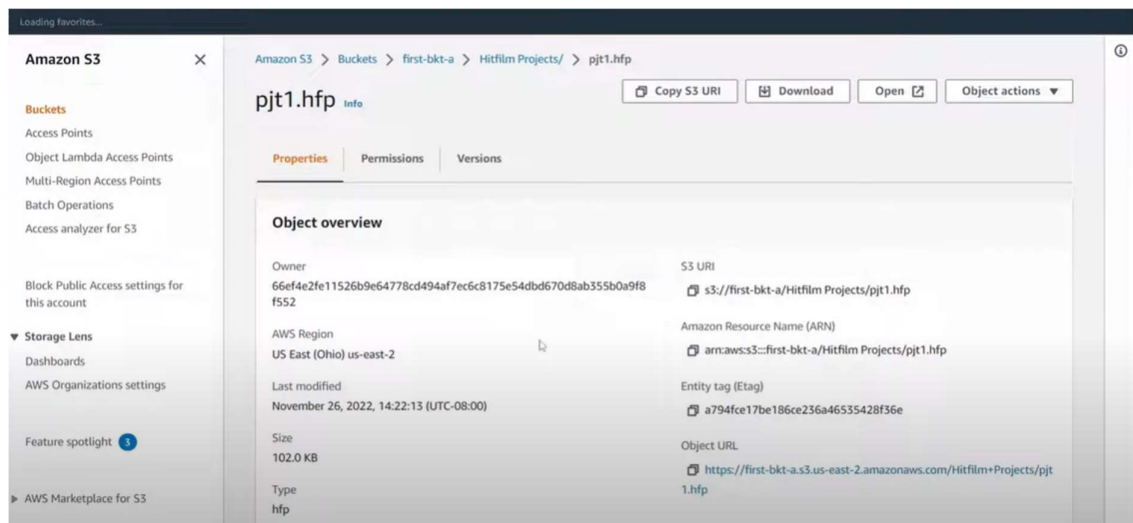 Loading favorites...
Amazon S3
Buckets
Access Points
Object Lambda Access Points
Multi-Region Access Points
Batch Operations
Access analyzer for S3
Block Public Access settings for
this account
Storage Lens
Dashboards
AWS Organizations settings
Feature spotlight 3
AWS Marketplace for S3
Amazon S3 > Buckets > first-bkt-a > Hitfilm Projects/ > pjt1.hfp
pjt1.hfp Info
Copy S3 URI Download Open Object actions
Properties Permissions Versions
Object overview
Owner
66ef4e2fe11526b9e64778cd494af7ec6c8175e54dbd670d8ab355b0a9f8
f552
AWS Region
US East (Ohio) us-east-2
Last modified
November 26, 2022, 14:22:13 (UTC-08:00)
Size
102.0 KB
Type
hfp
S3 URI
s3://first-bkt-a/Hitfilm Projects/pjt1.hfp
Amazon Resource Name (ARN)
arn:aws:s3:::first-bkt-a/Hitfilm Projects/pjt1.hfp
Entity tag (Etag)
a794fce17be186ce236a46535428f36e
Object URL
https://first-bkt-a.s3.us-east-2.amazonaws.com/Hitfilm+Projects/pjt
1.hfp